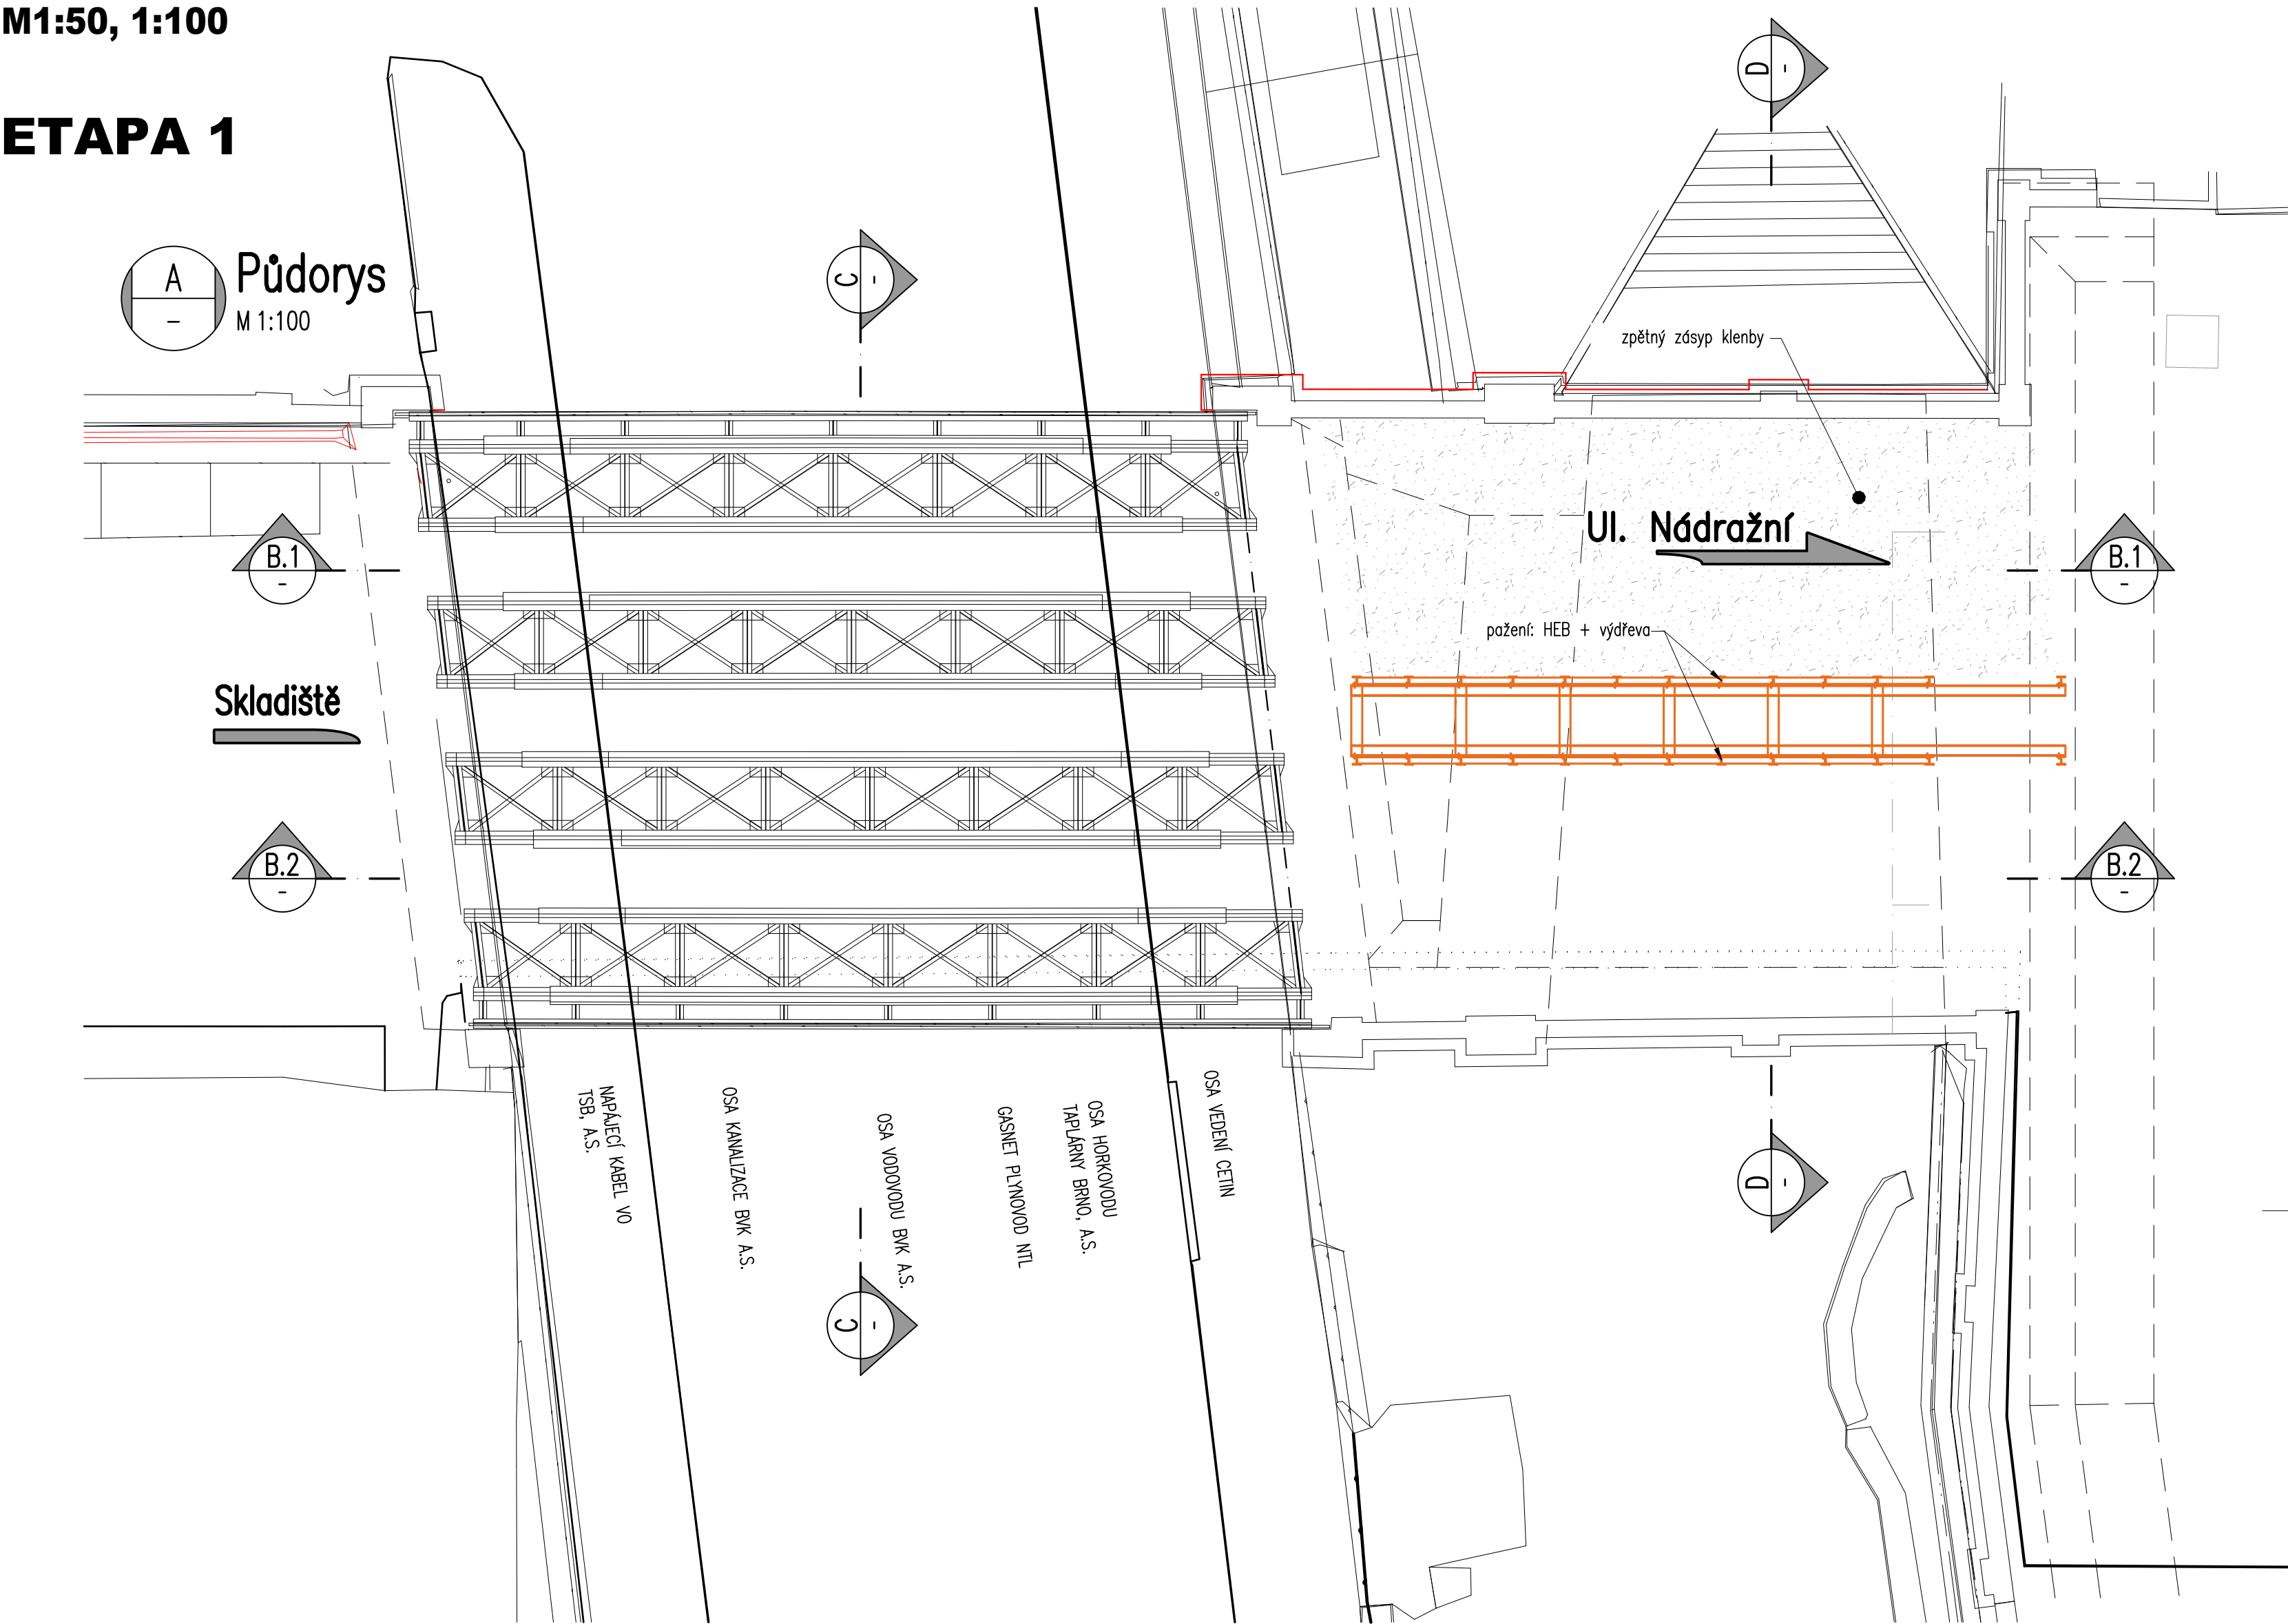 M1:50, 1:100
ETAPA 1
A
-
Půdorys
M 1:100
C
-
D
-
zpětný zásyp klenby
Ul. Nádražní
B.1
-
B.1
-
pažení: HEB + výdřeva
Skladiště
B.2
-
B.2
-
NAPÁJECÍ KABEL VO
TSB, A.S.
OSA KANALIZACE BVK A.S.
OSA VODOVODU BVK A.S.
GASNET PLYNOVOD NTL
OSA HORKOVODU
TAPLÁRNY BRNO, A.S.
OSA VEDENÍ CETIN
D
-
C
-